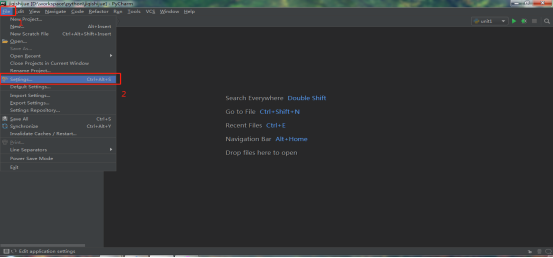 File Edit View Navigate Code Refactor Run Tools VCS Window Help
unit1
1
New Project...
New... Alt+Insert
New Scratch File Ctrl+Alt+Shift+Insert
Open...
Save As...
Open Recent
Close Projects in Current Window
Rename Project...
Settings... Ctrl+Alt+S
2
Default Settings...
Import Settings...
Export Settings...
Settings Repository...
Save All Ctrl+S
Synchronize Ctrl+Alt+Y
Invalidate Caches / Restart...
Print...
Line Separators
Power Save Mode
Exit
Search Everywhere Double Shift
Go to File Ctrl+Shift+N
Recent Files Ctrl+E
Navigation Bar Alt+Home
Drop files here to open
Edit application settings